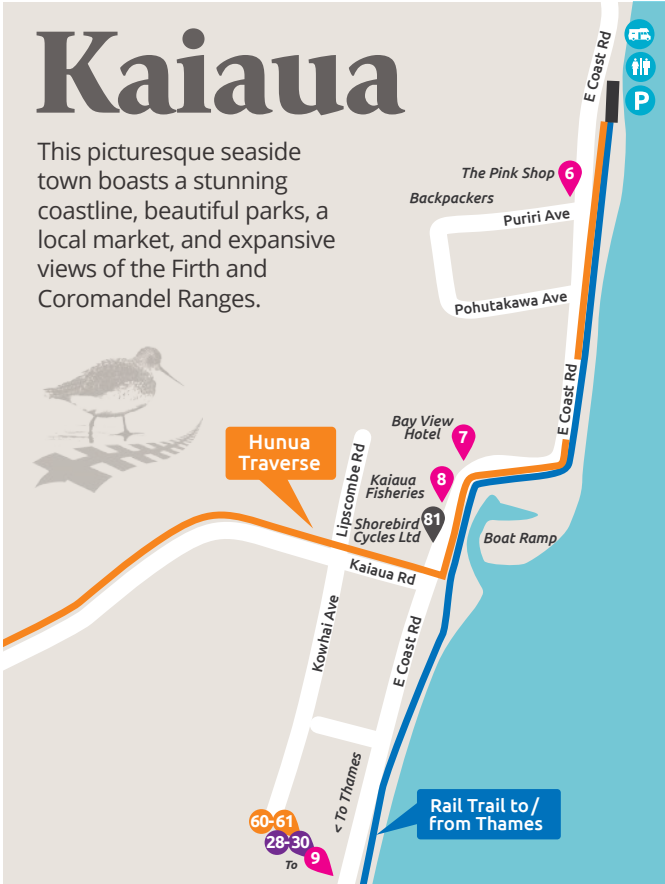 Kaiaua
This picturesque seaside
town boasts a stunning
coastline, beautiful parks, a
local market, and expansive
views of the Firth and
Coromandel Ranges.
E Coast Rd
P
The Pink Shop
6
Backpackers
Puriri Ave
Pohutakawa Ave
E Coast Rd
Bay View
Hotel
7
Hunua
Traverse
Lipscombe Rd
Kaiaua
Fisheries
8
Shorebird
Cycles Ltd
81
Boat Ramp
Kaiaua Rd
Kowhai Ave
E Coast Rd
< To Thames
Rail Trail to /
from Thames
60-61
28-30
To
9